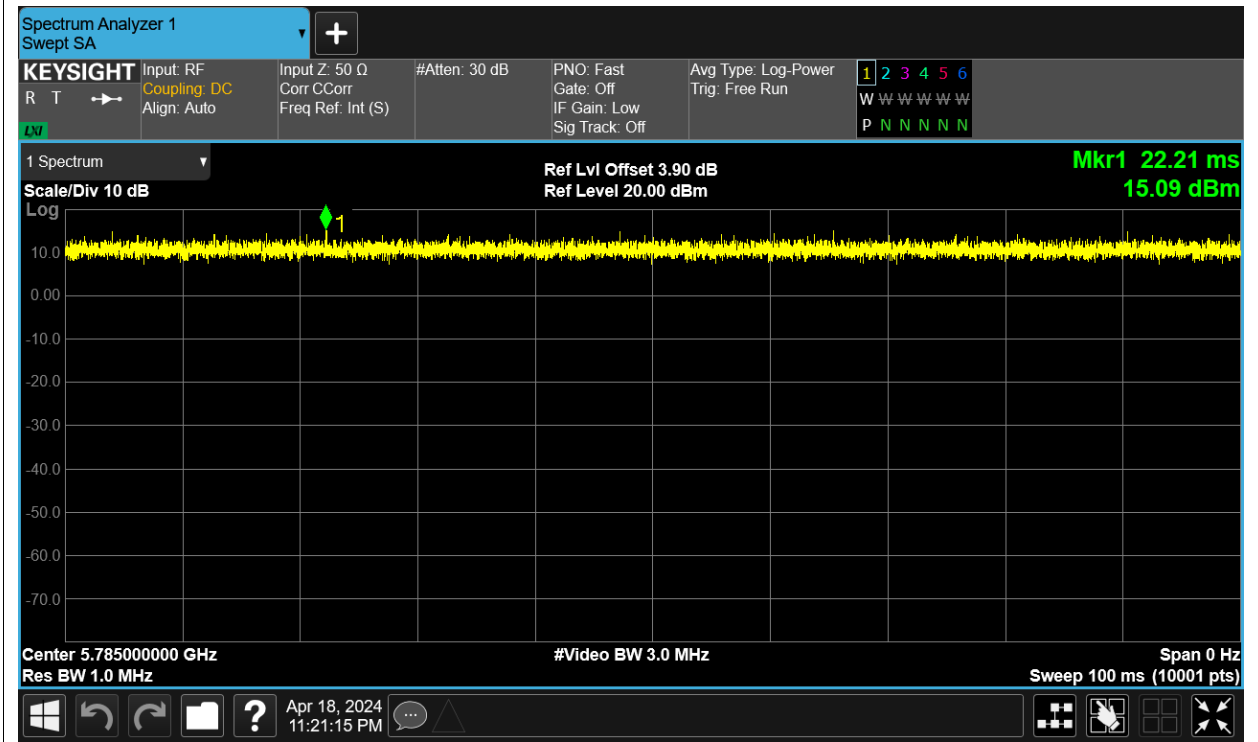 Spectrum Analyzer 1
Swept SA
KEYSIGHT
R T
LXI
Input: RF
Coupling: DC
Align: Auto
Input Z: 50 Ω
Corr CCorr
Freq Ref: Int (S)
#Atten: 30 dB
PNO: Fast
Gate: Off
IF Gain: Low
Sig Track: Off
Avg Type: Log-Power
Trig: Free Run
1 2 3 4 5 6
W W W W W W
P N N N N N
1 Spectrum
Scale/Div 10 dB
Ref Lvl Offset 3.90 dB
Ref Level 20.00 dBm
Mkr1 22.21 ms
15.09 dBm
Log
1
10.0
0.00
-10.0
-20.0
-30.0
-40.0
-50.0
-60.0
-70.0
Center 5.785000000 GHz
#Video BW 3.0 MHz
Span 0 Hz
Res BW 1.0 MHz
Sweep 100 ms (10001 pts)
?
Apr 18, 2024
11:21:15 PM